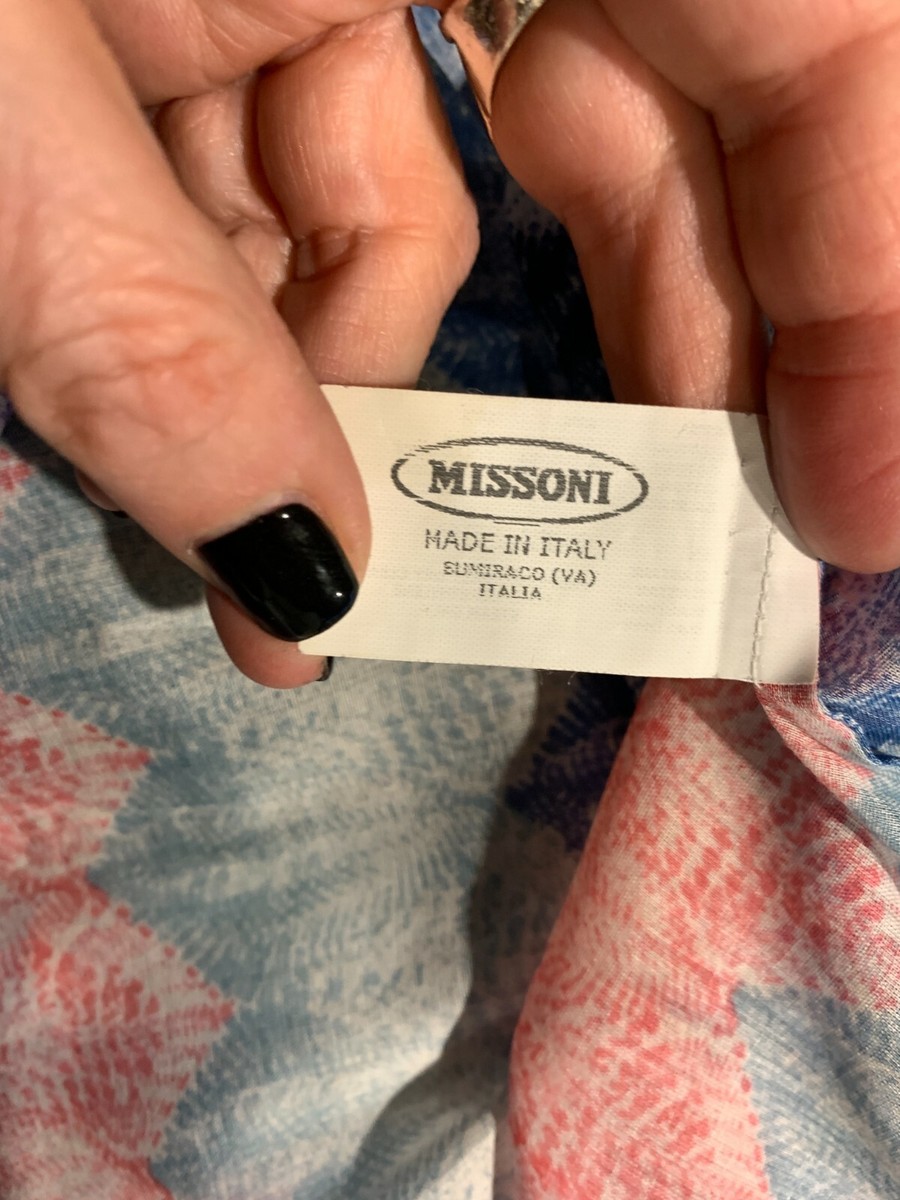 MISSONI
MADE IN ITALY
SUMIRAGO (VA)
ITALIA